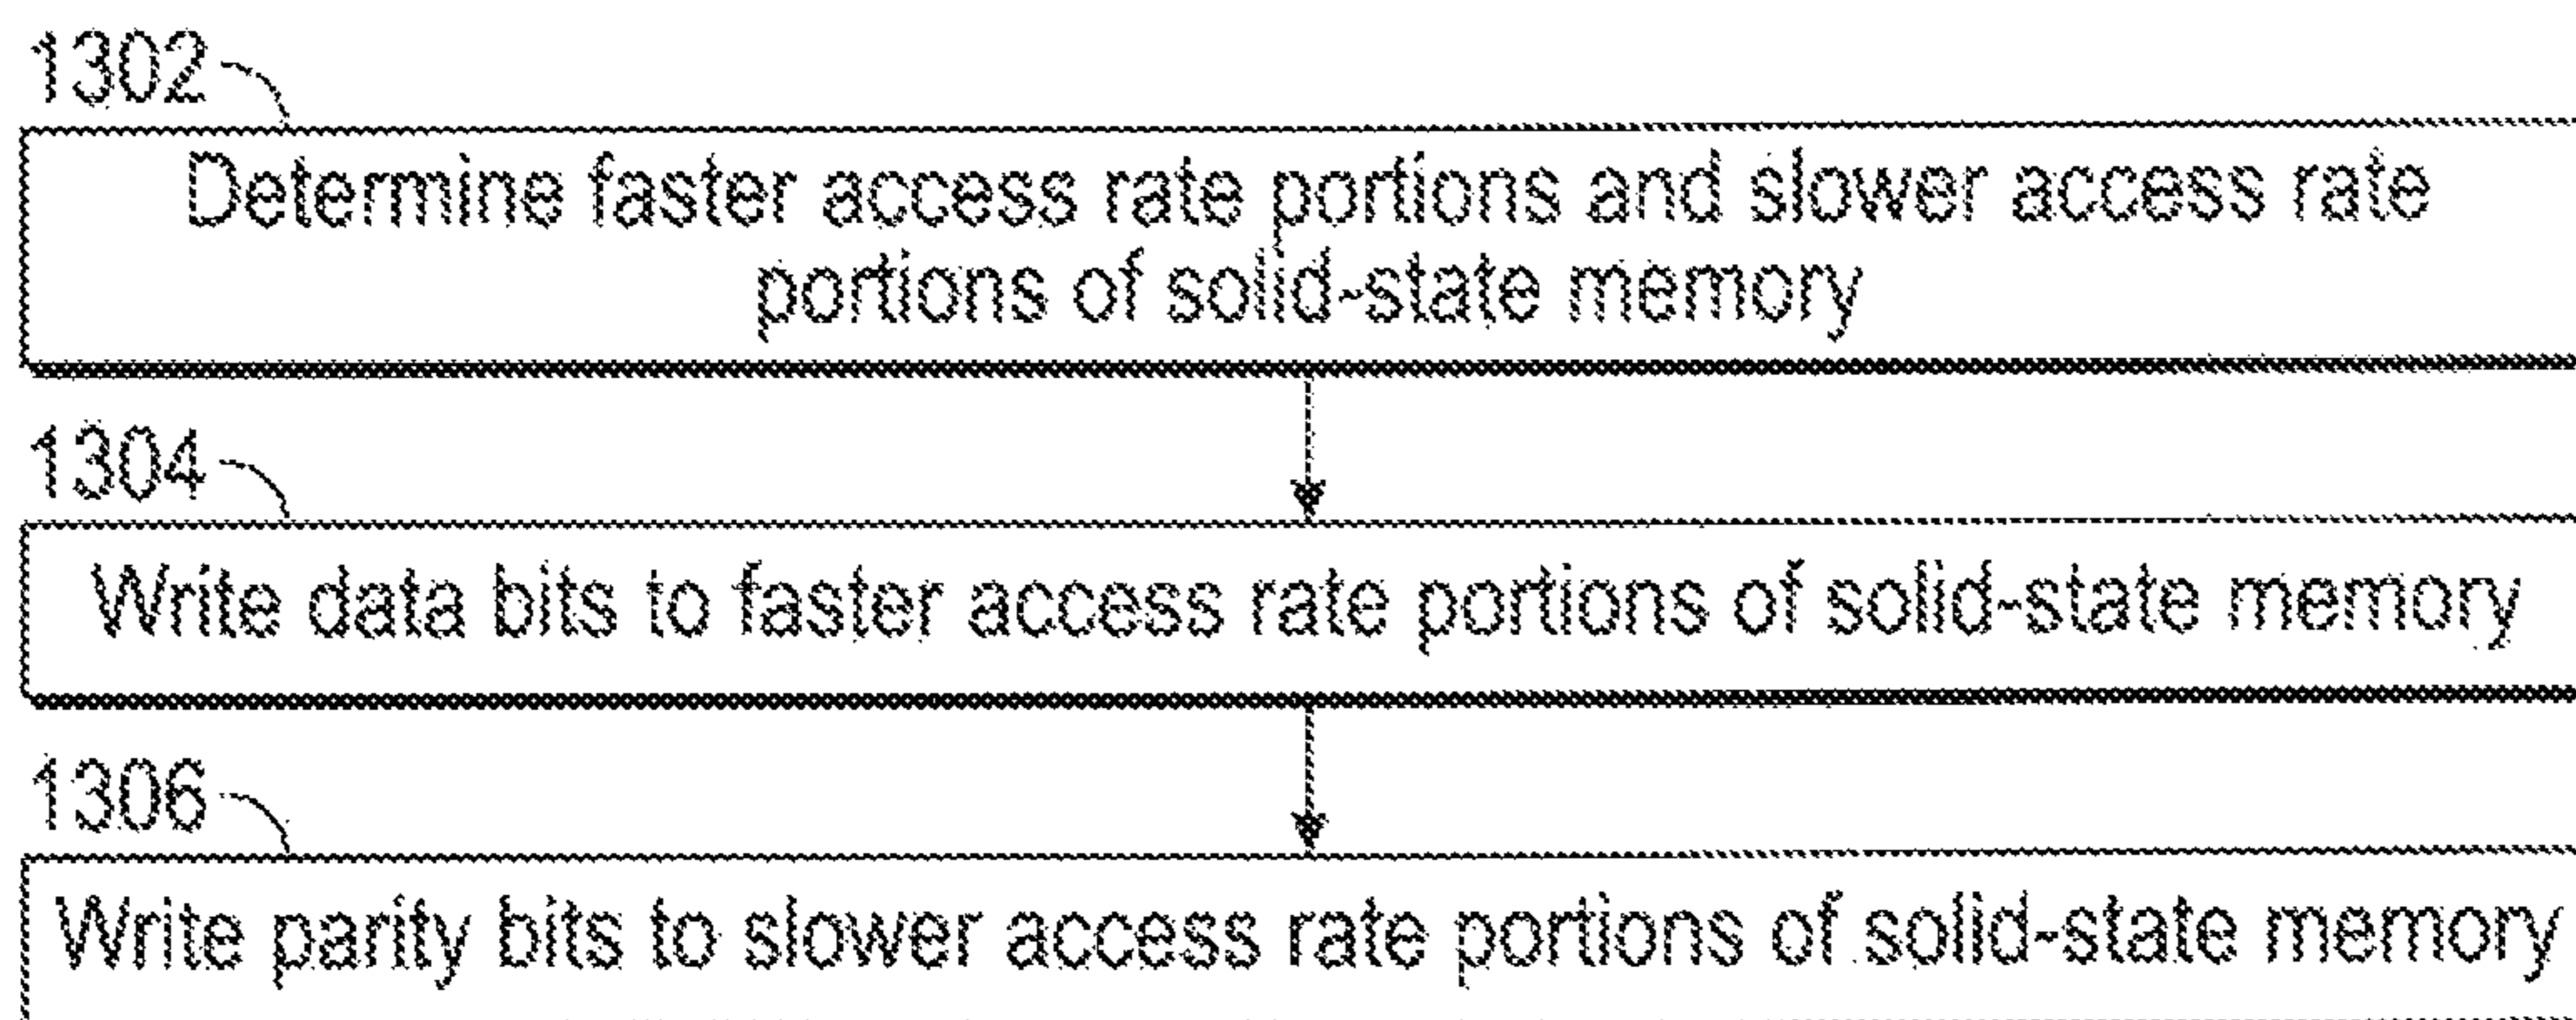 1302
Determine faster access rate portions and slower access rate
portions of solid-state memory
1304
Write data bits to faster access rate portions of solid-state memory
1306
Write parity bits to slower access rate portions of solid-state memory